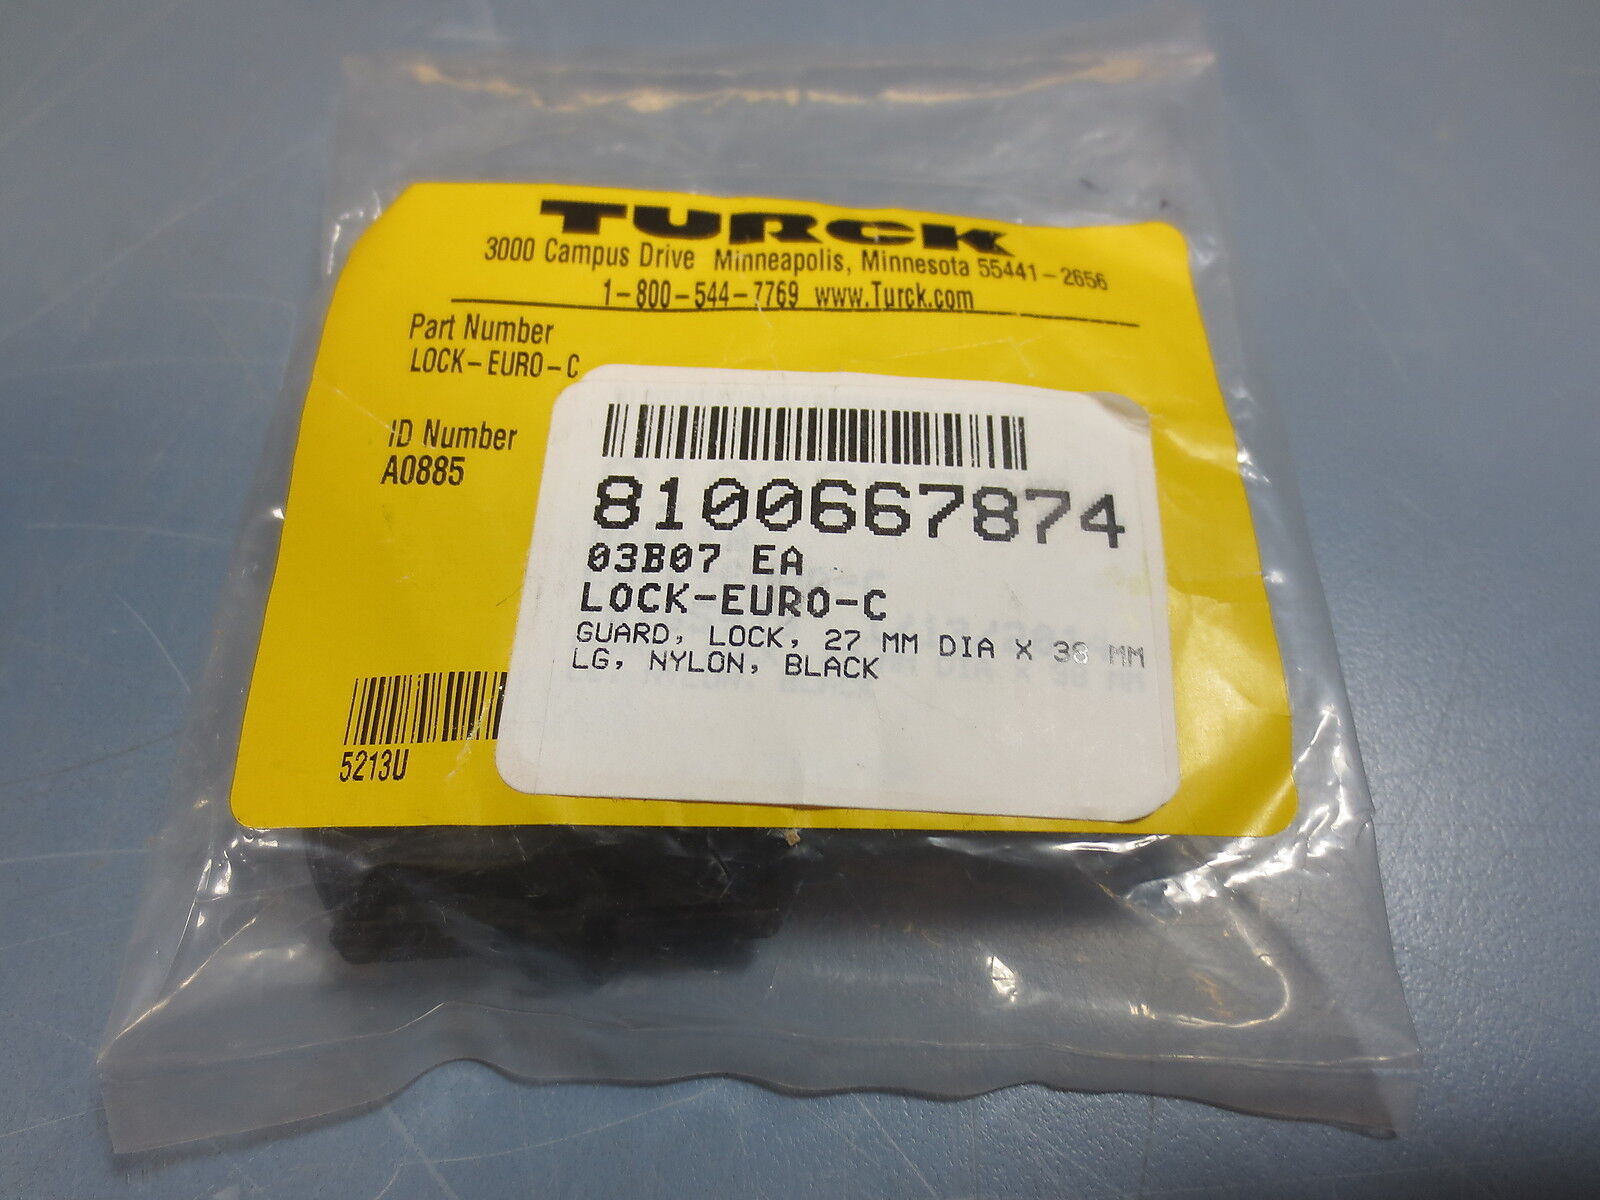 TURCK
3000 Campus Drive Minneapolis, Minnesota 55441-2656
1-800-544-7769 www.Turck.com
Part Number
LOCK-EURO-C
ID Number
A0885
5213U
8100667874
03B07 EA
LOCK-EURO-C
GUARD, LOCK, 27 MM DIA X 38 MM
LG, NYLON, BLACK